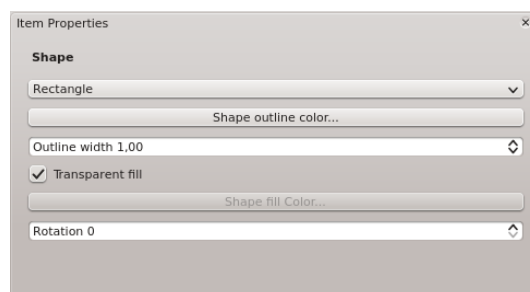 Item Properties
Shape
Rectangle
Shape outline color...
Outline width 1,00
Transparent fill
Shape fill Color...
Rotation 0